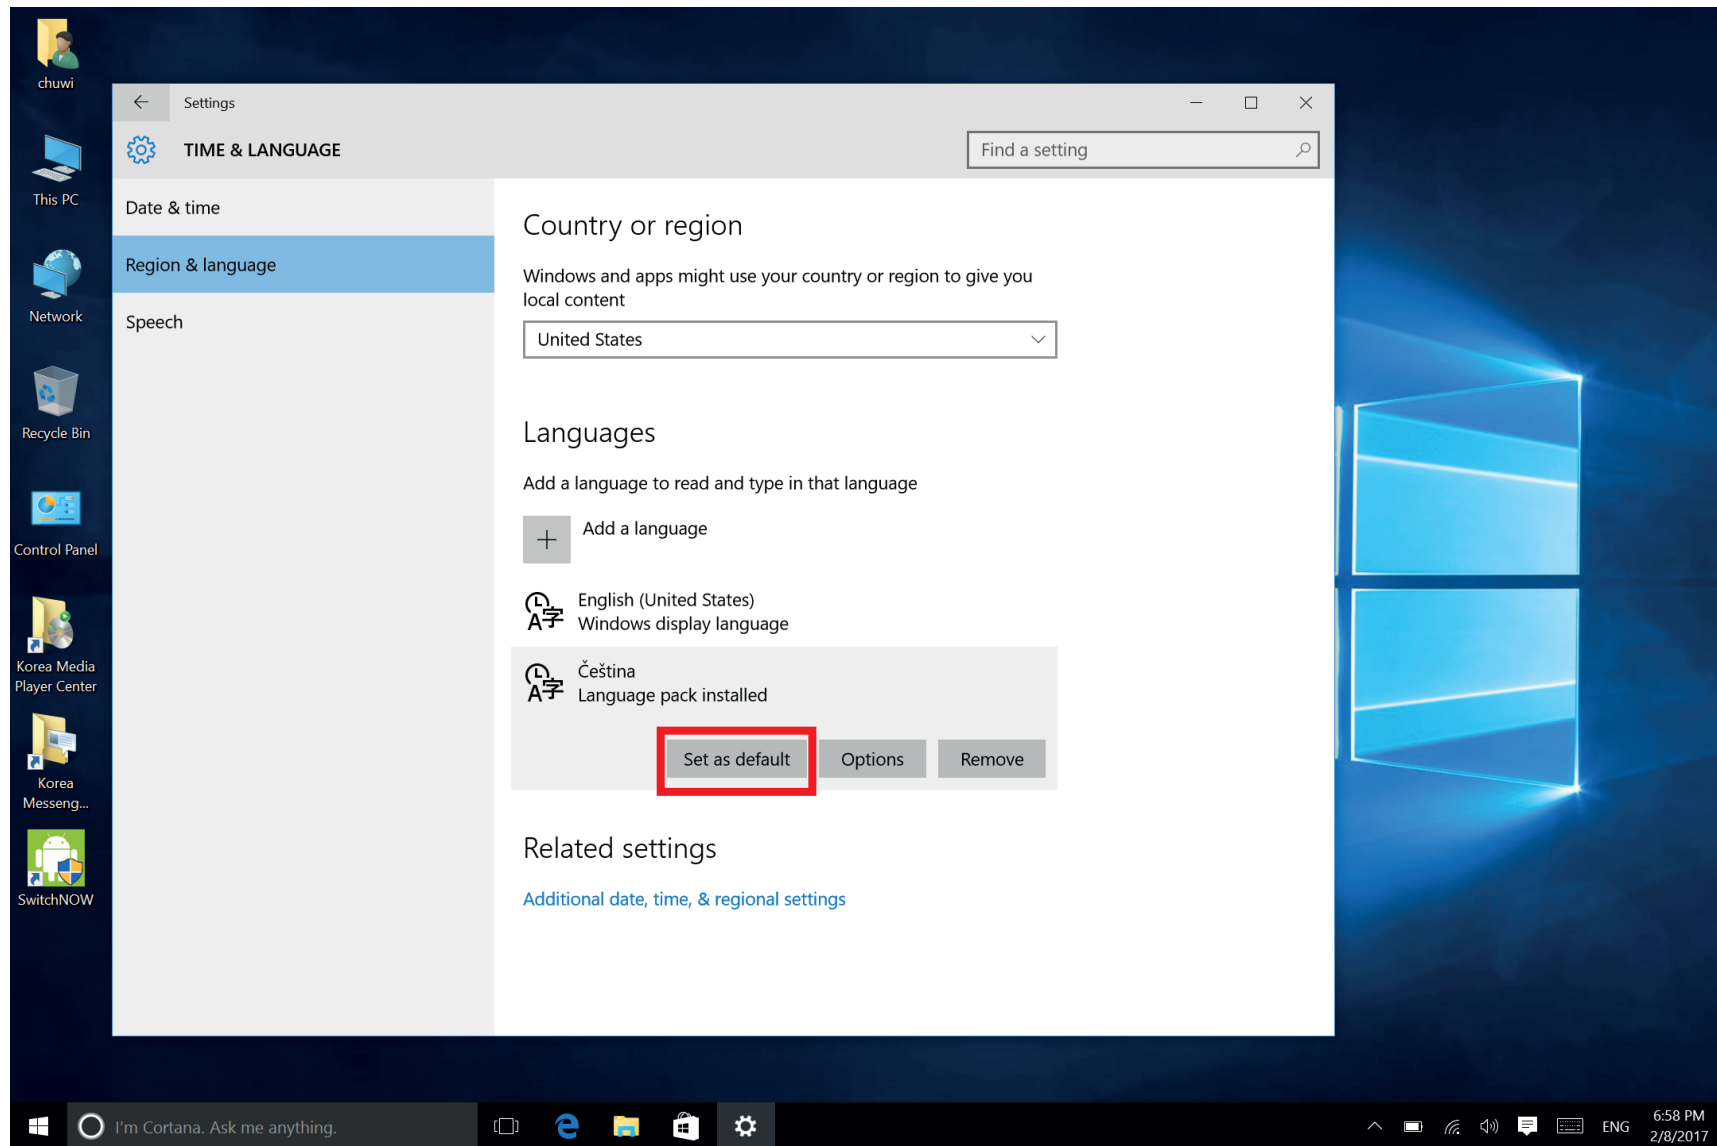 chuwi
This PC
Network
Recycle Bin
Control Panel
Korea Media
Player Center
Korea
Messeng...
SwitchNOW
Settings
TIME & LANGUAGE
Find a setting
Date & time
Region & language
Speech
Country or region
Windows and apps might use your country or region to give you
local content
United States
Languages
Add a language to read and type in that language
Add a language
English (United States)
Windows display language
Čeština
Language pack installed
Set as default Options Remove
Related settings
Additional date, time, & regional settings
I'm Cortana. Ask me anything.
ENG
6:58 PM
2/8/2017